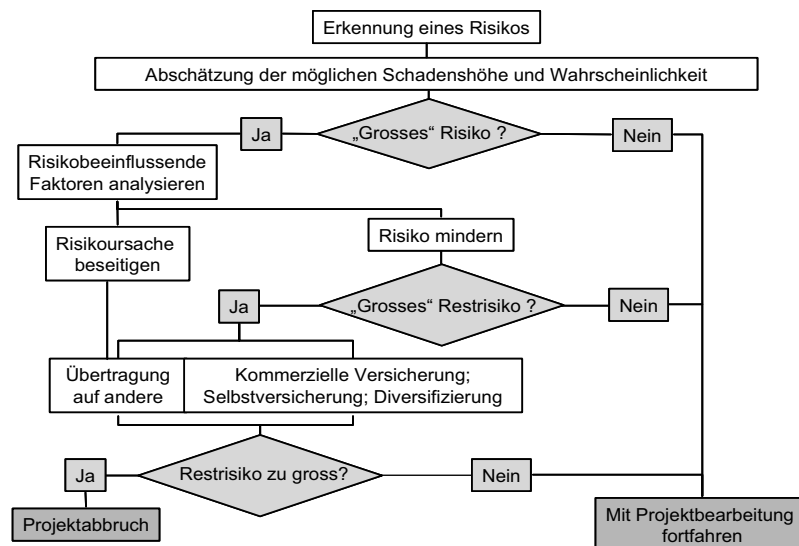 Erkennung eines Risikos
Abschätzung der möglichen Schadenshöhe und Wahrscheinlichkeit
Ja
„Grosses“ Risiko ?
Nein
Risikobeeinflussende
Faktoren analysieren
Risikoursache
beseitigen
Risiko mindern
Ja
„Grosses“ Restrisiko ?
Nein
Übertragung
auf andere
Kommerzielle Versicherung;
Selbstversicherung; Diversifizierung
Ja
Restrisiko zu gross?
Nein
Projektabbruch
Mit Projektbearbeitung
fortfahren